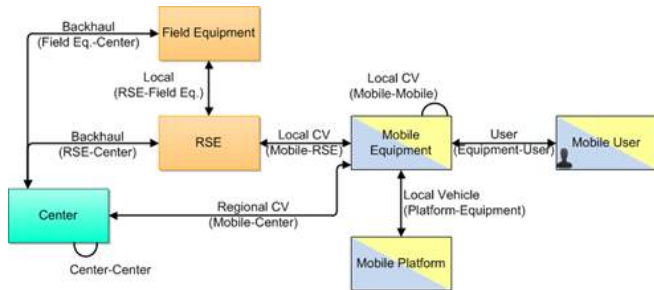 Backhaul
(Field Eq.-Center)
Field Equipment
Local
(RSE-Field Eq.)
Local CV
(Mobile-Mobile)
Backhaul
(RSE-Center)
RSE
Local CV
(Mobile-RSE)
Mobile
Equipment
User
(Equipment-User)
Mobile User
Center
Regional CV
(Mobile-Center)
Local Vehicle
(Platform-Equipment)
Center-Center
Mobile Platform